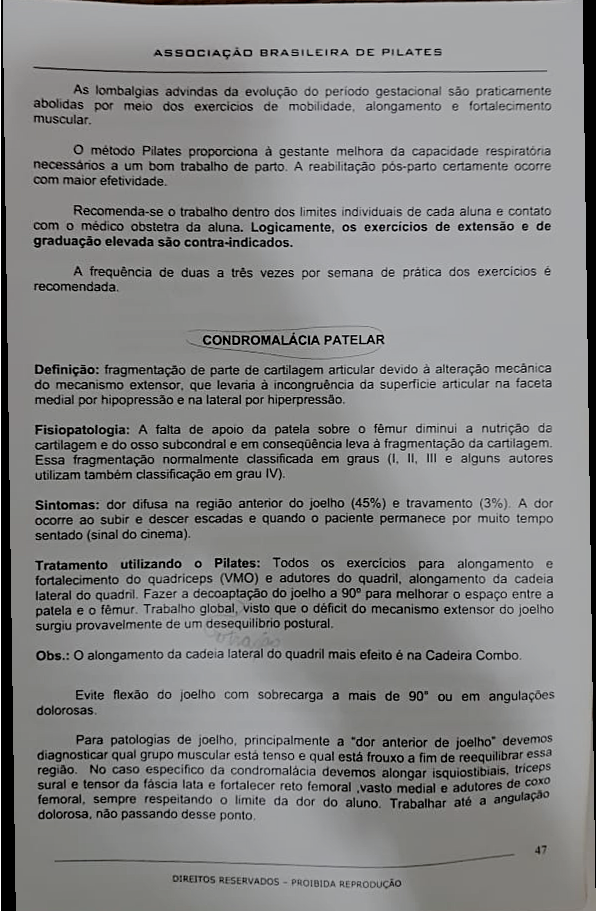 ASSOCIAÇÃO BRASILEIRA DE PILATES
As lombalgias advindas da evolução do período gestacional são praticamente
abolidas por meio dos exercícios de mobilidade, alongamento e fortalecimento
muscular.
O método Pilates proporciona à gestante melhora da capacidade respiratória
necessários a um bom trabalho de parto. A reabilitação pós-parto certamente ocorre
com maior efetividade.
Recomenda-se o trabalho dentro dos limites individuais de cada aluna e contato
com o médico obstetra da aluna. Logicamente, os exercícios de extensão e de
graduação elevada são contra-indicados.
A frequência de duas a três vezes por semana de prática dos exercícios é
recomendada.
CONDROMALÁCIA PATELAR
Definição: fragmentação de parte de cartilagem articular devido à alteração mecânica
do mecanismo extensor, que levaria à incongruência da superfície articular na faceta
medial por hipopressão e na lateral por hiperpressão.
Fisiopatologia: A falta de apoio da patela sobre o fêmur diminui a nutrição da
cartilagem e do osso subcondral e em conseqüência leva à fragmentação da cartilagem.
Essa fragmentação normalmente classificada em graus (I, II, III e alguns autores
utilizam também classificação em grau IV).
Sintomas: dor difusa na região anterior do joelho (45%) e travamento (3%). A dor
ocorre ao subir e descer escadas e quando o paciente permanece por muito tempo
sentado (sinal do cinema).
Tratamento utilizando o Pilates: Todos os exercícios para alongamento e
fortalecimento do quadríceps (VMO) e adutores do quadril, alongamento da cadeia
lateral do quadril. Fazer a decoaptação do joelho a 90º para melhorar o espaço entre a
patela e o fêmur. Trabalho global, visto que o déficit do mecanismo extensor do joelho
surgiu provavelmente de um desequilíbrio postural.
Obs.: O alongamento da cadeia lateral do quadril mais efeito é na Cadeira Combo.
Evite flexão do joelho com sobrecarga a mais de 90° ou em angulações
dolorosas.
Para patologias de joelho, principalmente a "dor anterior de joelho" devemos
diagnosticar qual grupo muscular está tenso e qual está frouxo a fim de reequilibrar essa
região. No caso específico da condromalácia devemos alongar isquiostibiais, tríceps
sural e tensor da fáscia lata e fortalecer reto femoral ,vasto medial e adutores de coxo
femoral, sempre respeitando o limite da dor do aluno. Trabalhar até a angulação
dolorosa, não passando desse ponto.
47
DIREITOS RESERVADOS – PROIBIDA REPRODUÇÃO